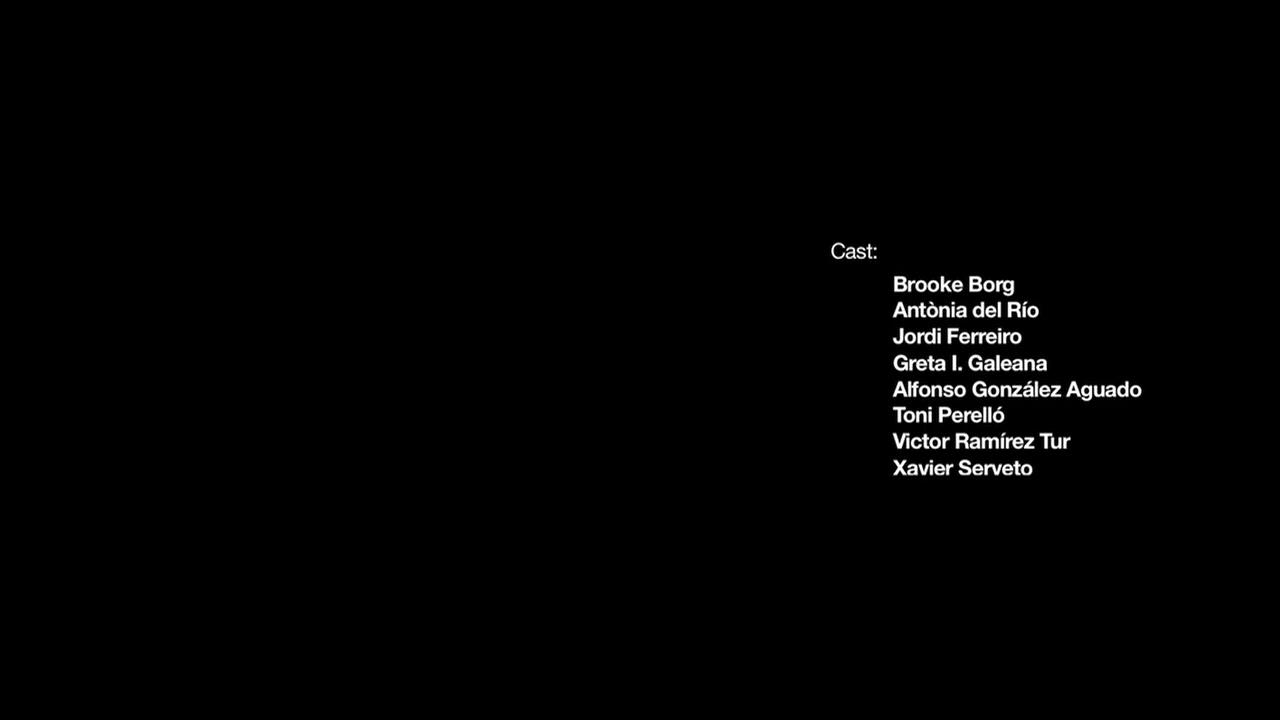 Cast:
Brooke Borg
Antònia del Río
Jordi Ferreiro
Greta I. Galeana
Alfonso González Aguado
Toni Perelló
Victor Ramírez Tur
Xavier Serveto